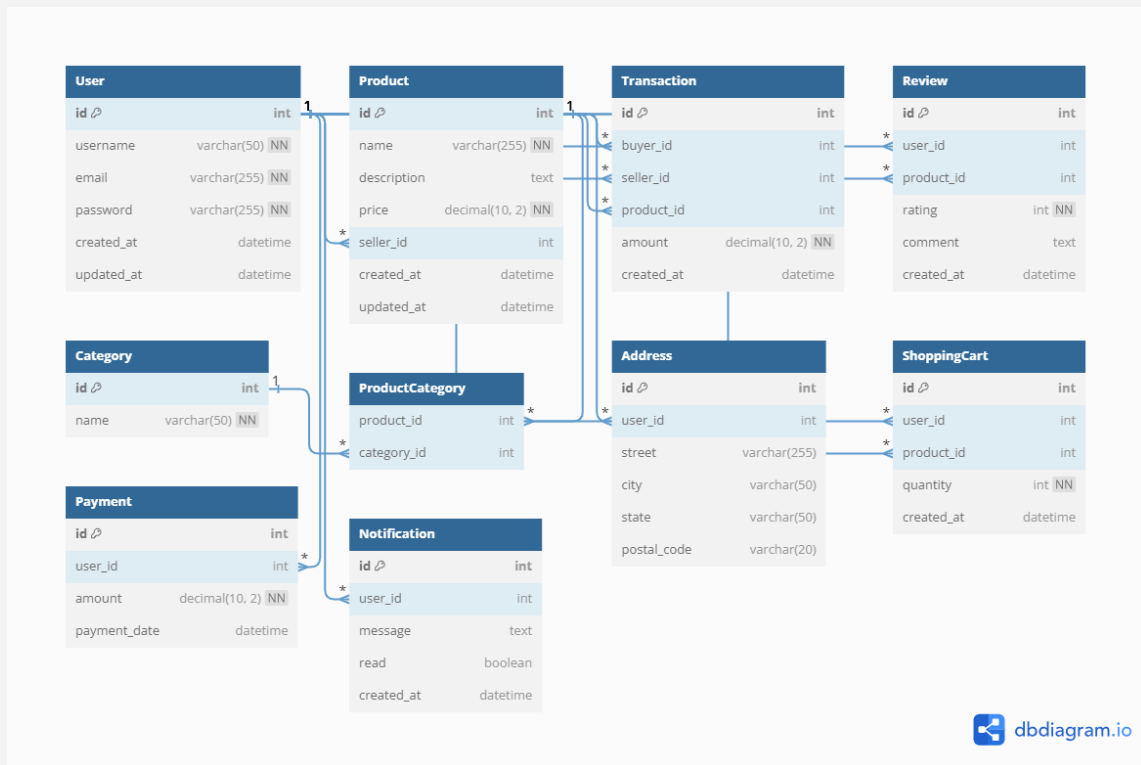 User
id int
username varchar(50) NN
email varchar(255) NN
password varchar(255) NN
created_at datetime
updated_at datetime
1
Product
id int
name varchar(255) NN
description text
price decimal(10, 2) NN
* seller_id int
created_at datetime
updated_at datetime
1
Transaction
id int
* buyer_id int
* seller_id int
* product_id int
amount decimal(10, 2) NN
created_at datetime
Review
id int
* user_id int
* product_id int
rating int NN
comment text
created_at datetime
Category
id int
name varchar(50) NN
1
ProductCategory
product_id int *
* category_id int
Address
id int
* user_id int
street varchar(255)
city varchar(50)
state varchar(50)
postal_code varchar(20)
ShoppingCart
id int
* user_id int
* product_id int
quantity int NN
created_at datetime
Payment
id int
user_id int *
amount decimal(10, 2) NN
payment_date datetime
Notification
id int
* user_id int
message text
read boolean
created_at datetime
dbdiagram.io